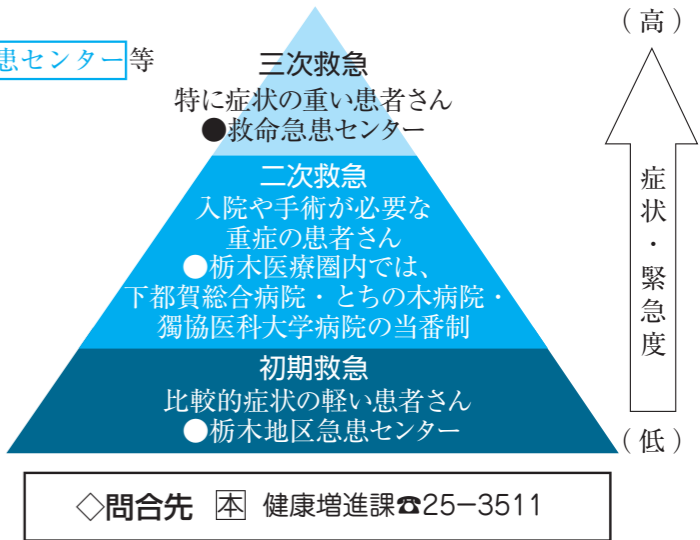 患センター等
三次救急
特に症状の重い患者さん
●救命急患センター
二次救急
入院や手術が必要な
重症の患者さん
●栃木医療圏内では、
下都賀総合病院・とちの木病院・
獨協医科大学病院の当番制
初期救急
比較的症状の軽い患者さん
●栃木地区急患センター
（高）
症状・緊急度
（低）
◇問合先 本 健康増進課☎25−3511